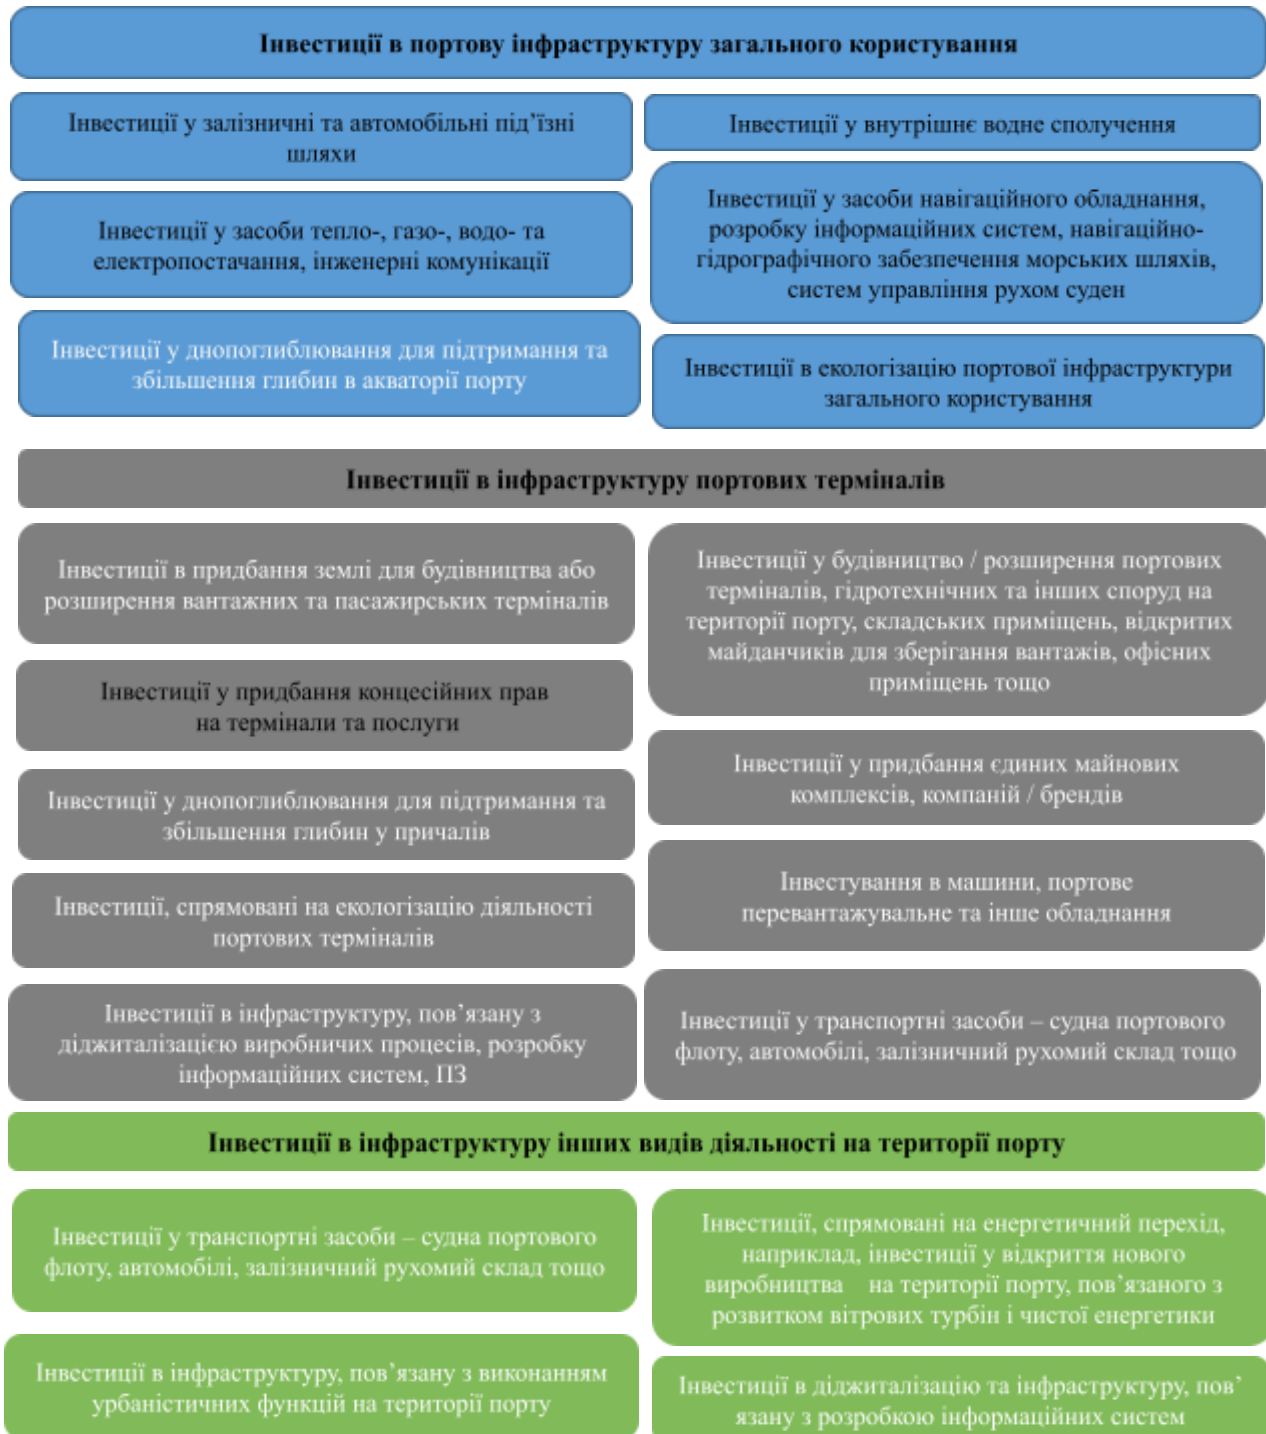 Інвестиції в портову інфраструктуру загального користування
Інвестиції у залізничні та автомобільні під’їзні
шляхи
Інвестиції у внутрішнє водне сполучення
Інвестиції у засоби тепло-, газо-, водо- та
електропостачання, інженерні комунікації
Інвестиції у засоби навігаційного обладнання,
розробку інформаційних систем, навігаційно-
гідрографічного забезпечення морських шляхів,
систем управління рухом суден
Інвестиції у днопоглиблювання для підтримання та
збільшення глибин в акваторії порту
Інвестиції в екологізацію портової інфраструктури
загального користування
Інвестиції в інфраструктуру портових терміналів
Інвестиції в придбання землі для будівництва або
розширення вантажних та пасажирських терміналів
Інвестиції у будівництво / розширення портових
терміналів, гідротехнічних та інших споруд на
території порту, складських приміщень, відкритих
майданчиків для зберігання вантажів, офісних
приміщень тощо
Інвестиції у придбання концесійних прав
на термінали та послуги
Інвестиції у придбання єдиних майнових
комплексів, компаній / брендів
Інвестиції у днопоглиблювання для підтримання та
збільшення глибин у причалів
Інвестування в машини, портове
перевантажувальне та інше обладнання
Інвестиції, спрямовані на екологізацію діяльності
портових терміналів
Інвестиції в інфраструктуру, пов’язану з
діджиталізацією виробничих процесів, розробку
інформаційних систем, ПЗ
Інвестиції у транспортні засоби – судна портового
флоту, автомобілі, залізничний рухомий склад тощо
Інвестиції в інфраструктуру інших видів діяльності на території порту
Інвестиції у транспортні засоби – судна портового
флоту, автомобілі, залізничний рухомий склад тощо
Інвестиції, спрямовані на енергетичний перехід,
наприклад, інвестиції у відкриття нового
виробництва на території порту, пов’язаного з
розвитком вітрових турбін і чистої енергетики
Інвестиції в інфраструктуру, пов’язану з виконанням
урбаністичних функцій на території порту
Інвестиції в діджиталізацію та інфраструктуру, пов’
язану з розробкою інформаційних систем